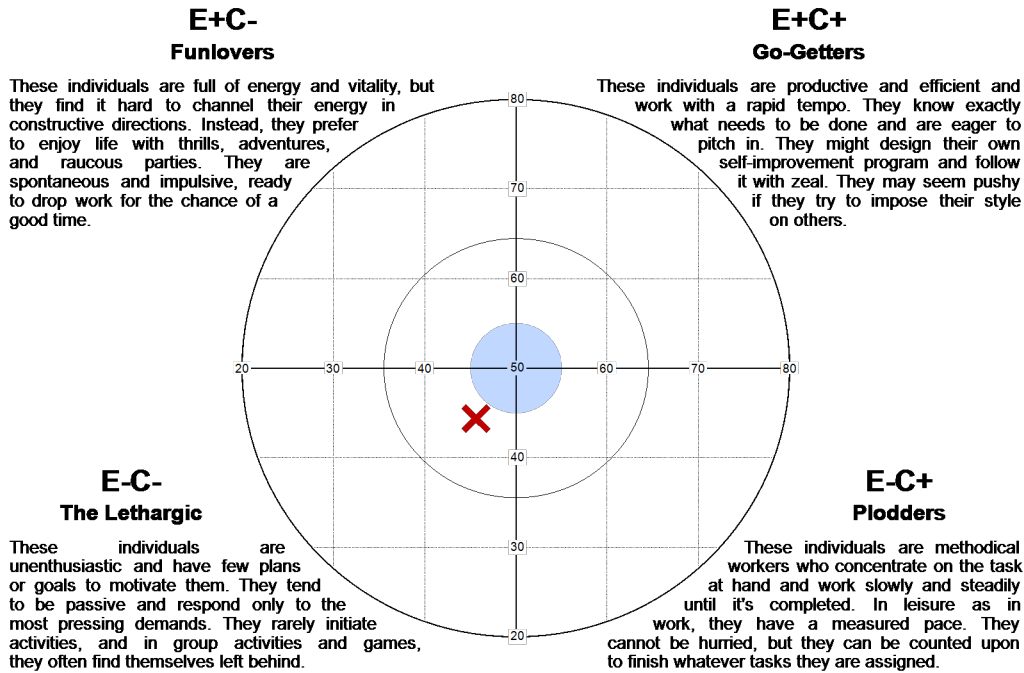 E+C-
Funlovers
These individuals are full of energy and vitality, but
they find it hard to channel their energy in
constructive directions. Instead, they prefer
to enjoy life with thrills, adventures,
and raucous parties. They are
spontaneous and impulsive, ready
to drop work for the chance of a
good time.
E+C+
Go-Getters
These individuals are productive and efficient and
work with a rapid tempo. They know exactly
what needs to be done and are eager to
pitch in. They might design their own
self-improvement program and follow
it with zeal. They may seem pushy
if they try to impose their style
on others.
80
70
60
20 30 40 50 60 70 80
40
30
20
E-C-
The Lethargic
These individuals are
unenthusiastic and have few plans
or goals to motivate them. They tend
to be passive and respond only to the
most pressing demands. They rarely initiate
activities, and in group activities and games,
they often find themselves left behind.
E-C+
Plodders
These individuals are methodical
workers who concentrate on the task
at hand and work slowly and steadily
until it's completed. In leisure as in
work, they have a measured pace. They
cannot be hurried, but they can be counted upon
to finish whatever tasks they are assigned.